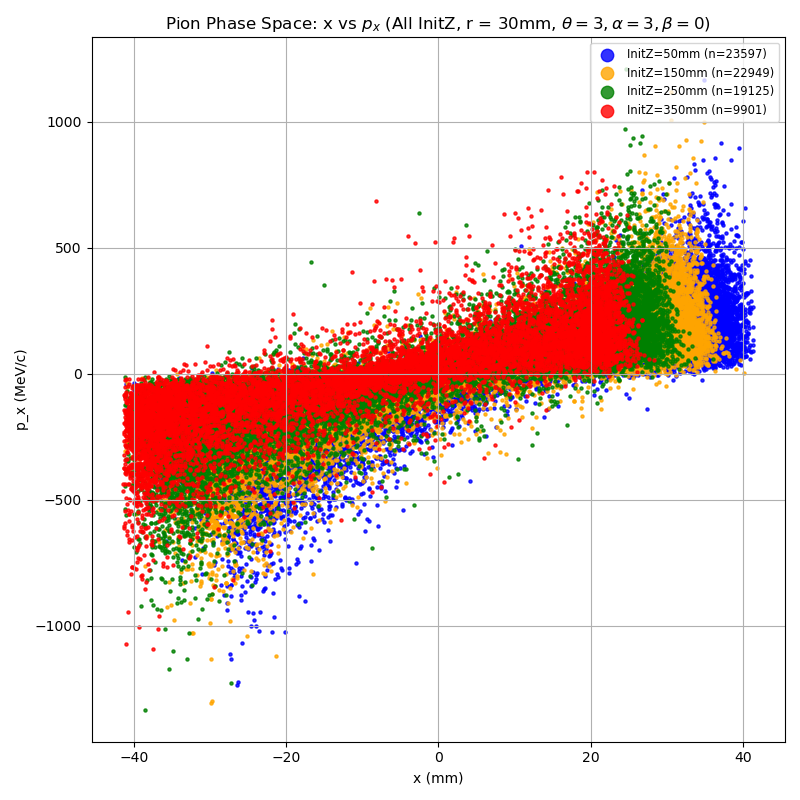 Pion Phase Space: x vs pₓ (All InitZ, r = 30mm, θ = 3, α = 3, β = 0)
InitZ=50mm (n=23597)
InitZ=150mm (n=22949)
InitZ=250mm (n=19125)
InitZ=350mm (n=9901)
1000
500
0
−500
−1000
p_x (MeV/c)
−40 −20 0 20 40
x (mm)